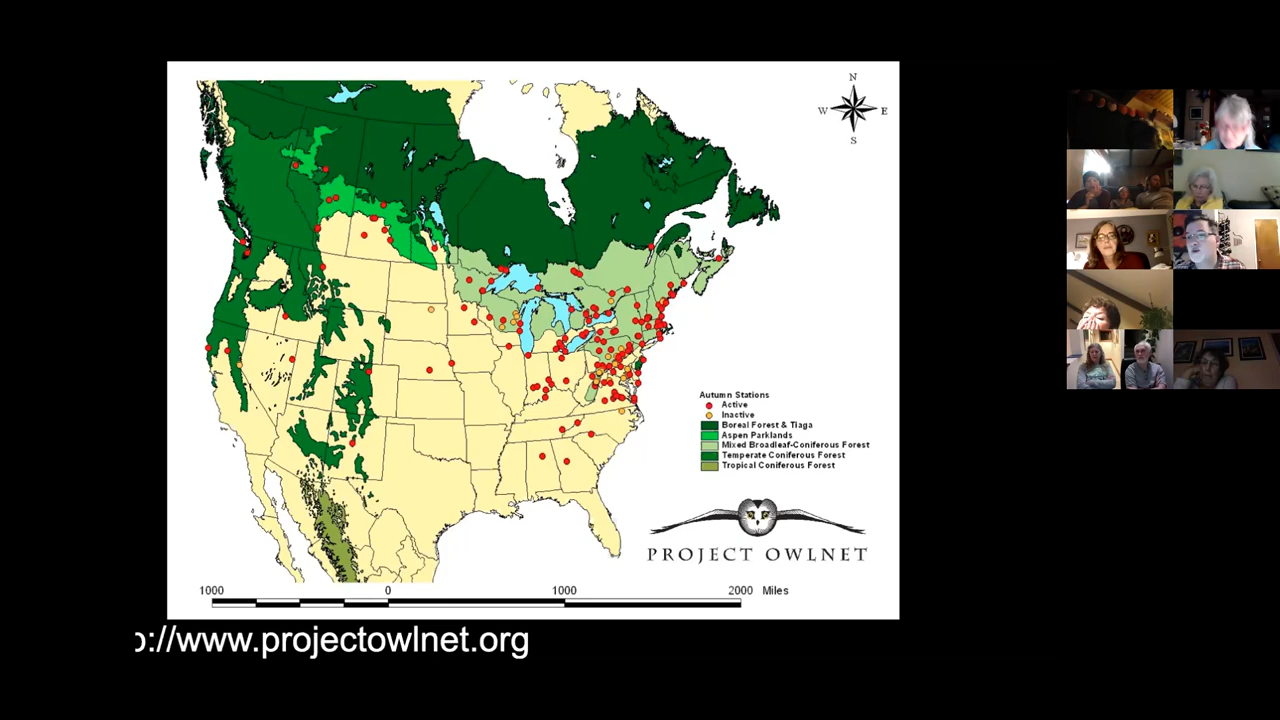 N
W E
S
Autumn Stations
Active
Inactive
Boreal Forest & Tiaga
Aspen Parklands
Mixed Broadleaf-Coniferous Forest
Temperate Coniferous Forest
Tropical Coniferous Forest
PROJECT OWLNET
1000 0 1000 2000 Miles
://www.projectowlnet.org